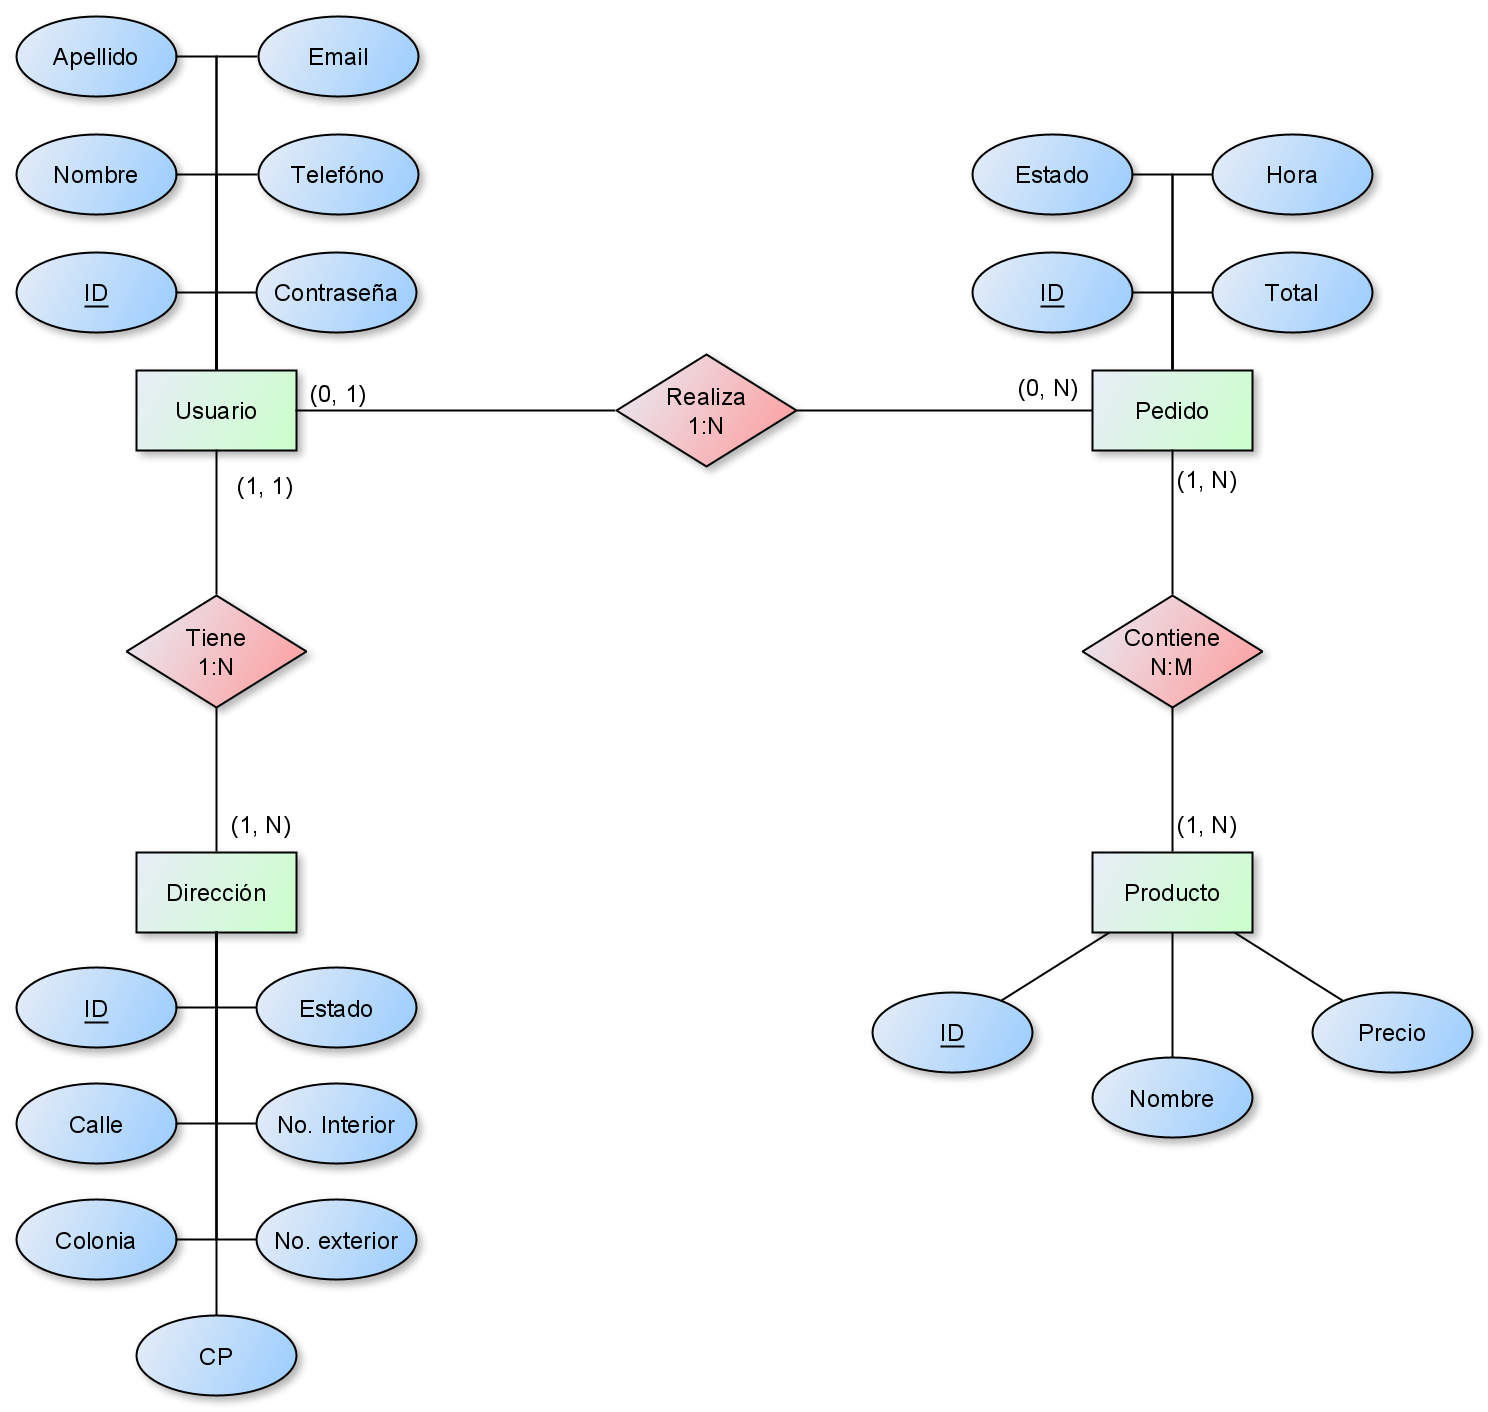 Apellido
Email
Nombre
Telefóno
ID
Contraseña
Estado
Hora
ID
Total
Usuario
(0, 1)
Realiza
1:N
(0, N)
Pedido
(1, 1)
(1, N)
Tiene
1:N
Contiene
N:M
(1, N)
(1, N)
Dirección
Producto
ID
Estado
ID
Nombre
Precio
Calle
No. Interior
Colonia
No. exterior
CP